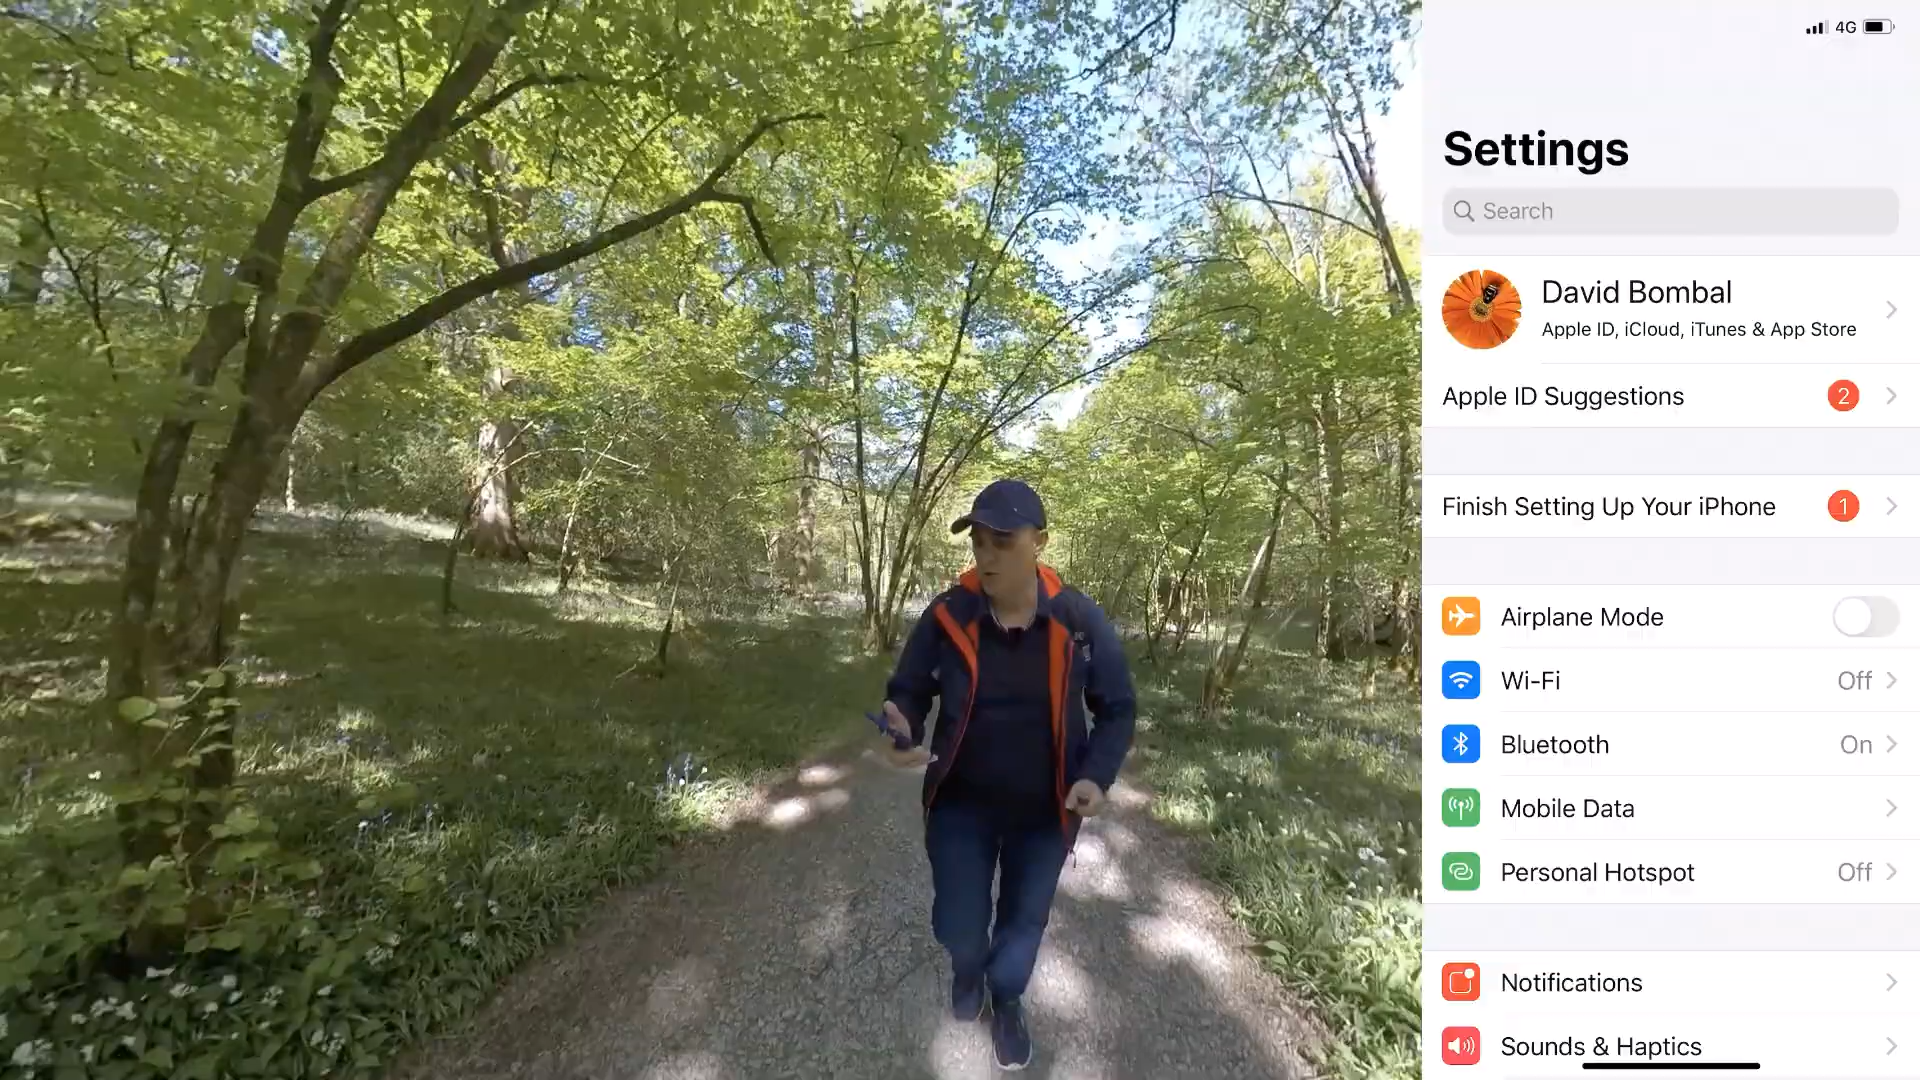 4G
Settings
Search
David Bombal
Apple ID, iCloud, iTunes & App Store
Apple ID Suggestions 2
Finish Setting Up Your iPhone 1
Airplane Mode
Wi-Fi Off
Bluetooth On
Mobile Data
Personal Hotspot Off
Notifications
Sounds & Haptics